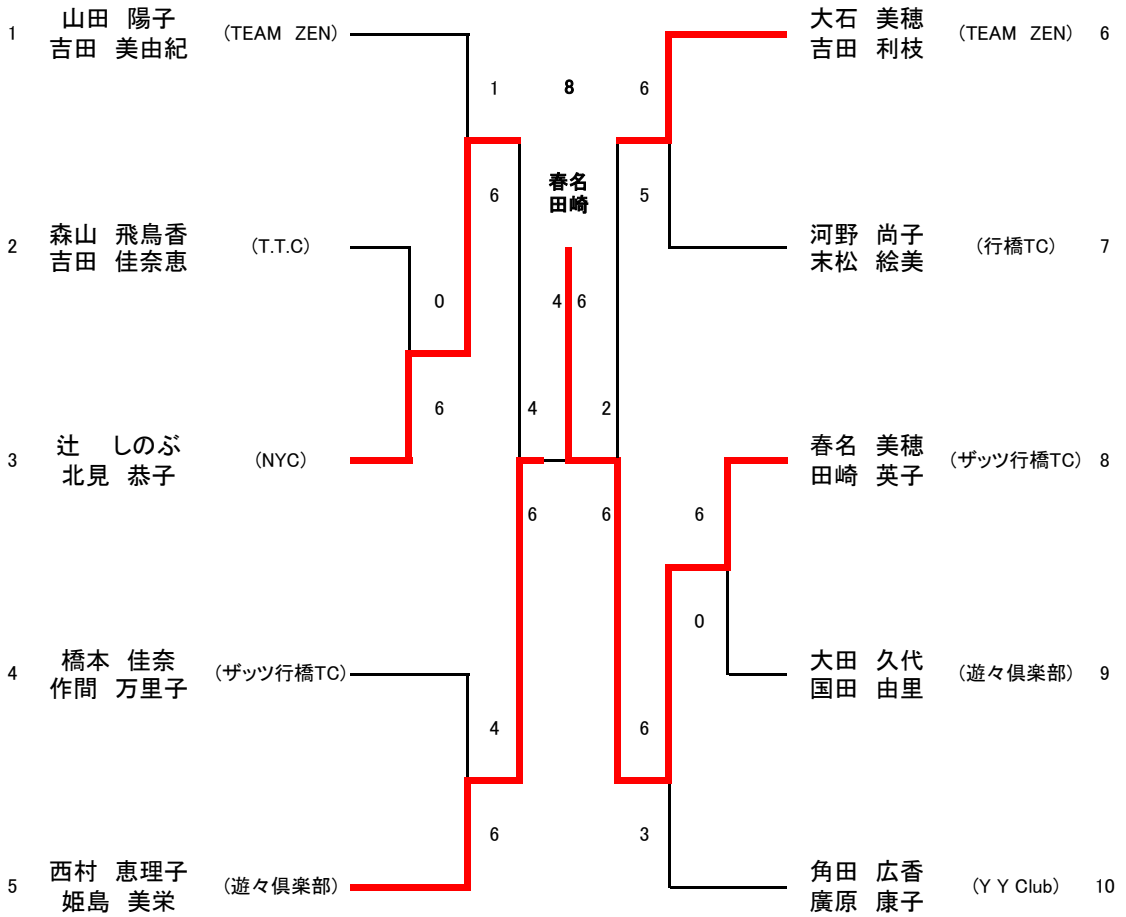 1 山田 陽子 (TEAM ZEN)
吉田 美由紀
2 森山 飛鳥香 (T.T.C)
吉田 佳奈恵
3 辻 しのぶ (NYC)
北見 恭子
4 橋本 佳奈 (ザッツ行橋TC)
作間 万里子
5 西村 恵理子 (遊々倶楽部)
姫島 美栄
1
6
0
6
4
6
4
6
8
春名
田崎
4 6
6
5
2
6
6
0
6
3
大石 美穂 (TEAM ZEN) 6
吉田 利枝
河野 尚子 (行橋TC) 7
末松 絵美
春名 美穂 (ザッツ行橋TC) 8
田崎 英子
大田 久代 (遊々倶楽部) 9
国田 由里
角田 広香 (Y Y Club) 10
廣原 康子